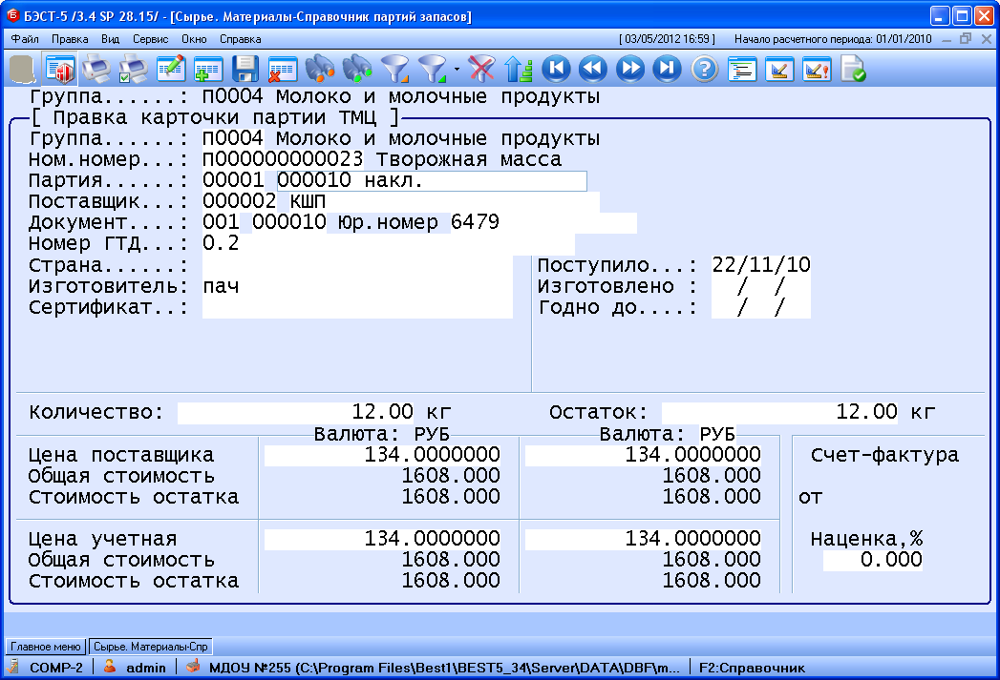 БЭСТ-5 /3.4 SP 28.15/ - [Сырье. Материалы-Справочник партий запасов]
Файл Правка Вид Сервис Окно Справка [ 03/05/2012 16:59 ] Начало расчетного периода: 01/01/2010
Группа......: П0004 Молоко и молочные продукты
[ Правка карточки партии ТМЦ ]
Группа......: П0004 Молоко и молочные продукты
Ном.номер...: П000000000023 Творожная масса
Партия......: 00001 000010 накл.
Поставщик...: 000002 КШП
Документ....: 001 000010 Юр.номер 6479
Номер ГТД...: 0.2
Страна......: Поступило...: 22/11/10
Изготовитель: пач Изготовлено : / /
Сертификат..: Годно до....: / /
Количество: 12.00 кг Остаток: 12.00 кг
Валюта: РУБ Валюта: РУБ
Цена поставщика 134.0000000 134.0000000 Счет-фактура
Общая стоимость 1608.000 1608.000
Стоимость остатка 1608.000 1608.000 от
Цена учетная 134.0000000 134.0000000 Наценка,%
Общая стоимость 1608.000 1608.000 0.000
Стоимость остатка 1608.000 1608.000
Главное меню Сырье. Материалы-Спр
COMP-2 admin МДОУ №255 (C:\Program Files\Best1\BEST5_34\Server\DATA\DBF\m... F2:Справочник